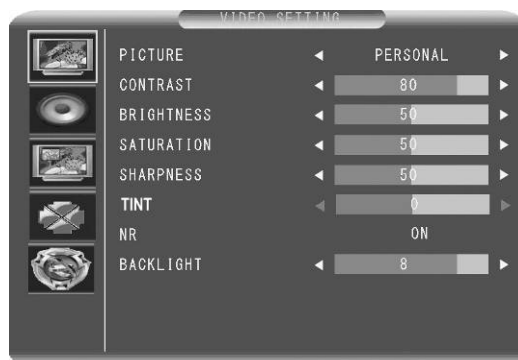 VIDEO SETTING
PICTURE PERSONAL
CONTRAST 80
BRIGHTNESS 50
SATURATION 50
SHARPNESS 50
TINT 0
NR ON
BACKLIGHT 8